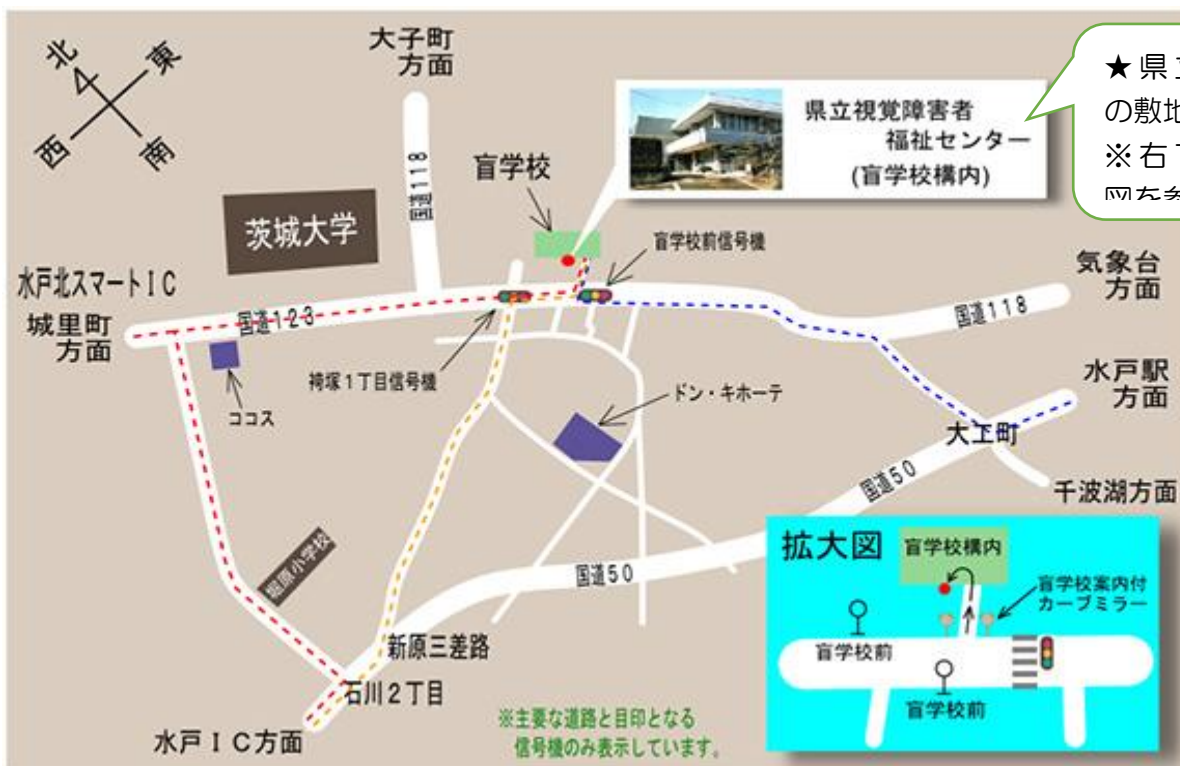 北
東
西
南
大子町
方面
国道118
盲学校
県立視覚障害者
福祉センター
(盲学校構内)
★県立
の敷地
※右下
図を参
茨城大学
盲学校前信号機
水戸北スマートIC
城里町
方面
国道123
気象台
方面
国道118
袴塚1丁目信号機
ココス
ドン・キホーテ
水戸駅
方面
大工町
国道50
千波湖方面
堀原小学校
国道50
新原三差路
石川2丁目
水戸IC方面
※主要な道路と目印となる
信号機のみ表示しています。
拡大図
盲学校構内
盲学校案内付
カーブミラー
盲学校前
盲学校前